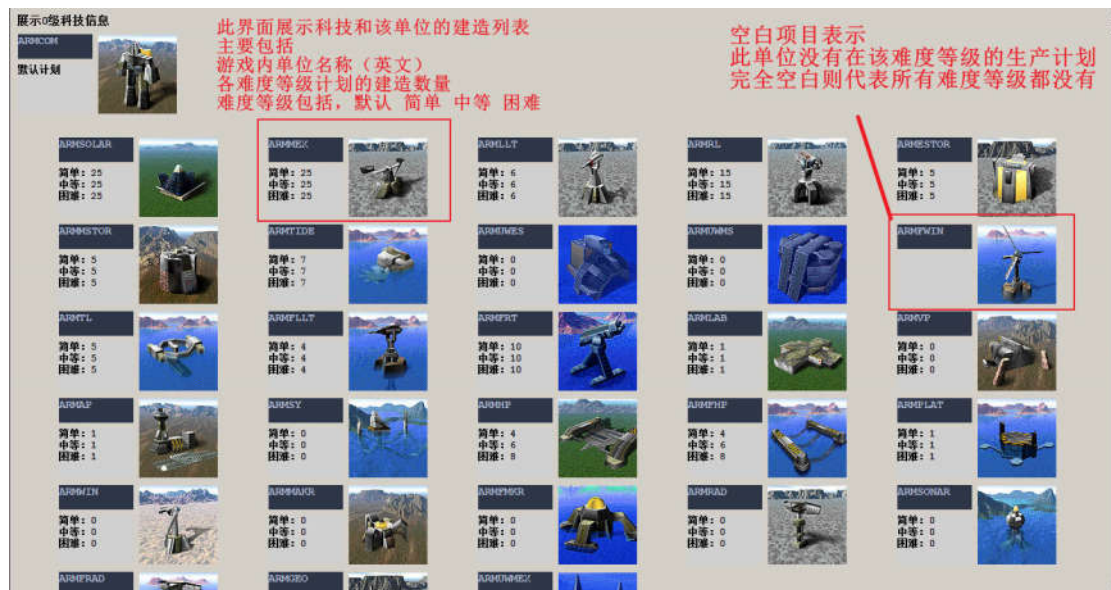 展示0级科技信息
ARMCOM
默认计划
此界面展示科技和该单位的建造列表
主要包括
游戏内单位名称（英文）
各难度等级计划的建造数量
难度等级包括，默认 简单 中等 困难
空白项目表示
此单位没有在该难度等级的生产计划
完全空白则代表所有难度等级都没有
ARMSOLAR
简单: 25
中等: 25
困难: 25
ARMMEX
简单: 25
中等: 25
困难: 25
ARMLLT
简单: 6
中等: 6
困难: 6
ARMRL
简单: 15
中等: 15
困难: 15
ARMESTOR
简单: 5
中等: 5
困难: 5
ARMMSTOR
简单: 5
中等: 5
困难: 5
ARMTIDE
简单: 7
中等: 7
困难: 7
ARMUWES
简单: 0
中等: 0
困难: 0
ARMUWMS
简单: 0
中等: 0
困难: 0
ARMFWIN
ARMTL
简单: 5
中等: 5
困难: 5
ARMFLLT
简单: 4
中等: 4
困难: 4
ARMFRT
简单: 10
中等: 10
困难: 10
ARMLAB
简单: 1
中等: 1
困难: 1
ARMVP
简单: 0
中等: 0
困难: 0
ARMAP
简单: 1
中等: 1
困难: 1
ARMSY
简单: 0
中等: 0
困难: 0
ARMHP
简单: 4
中等: 6
困难: 8
ARMFHP
简单: 4
中等: 6
困难: 8
ARMPLAT
简单: 1
中等: 1
困难: 1
ARMWIN
简单: 0
中等: 0
困难: 0
ARMMAKR
简单: 0
中等: 0
困难: 0
ARMFMKR
简单: 0
中等: 0
困难: 0
ARMRAD
简单: 0
中等: 0
困难: 0
ARMSONAR
简单: 0
中等: 0
困难: 0
ARMFRAD
ARMGEO
ARMUWMEX